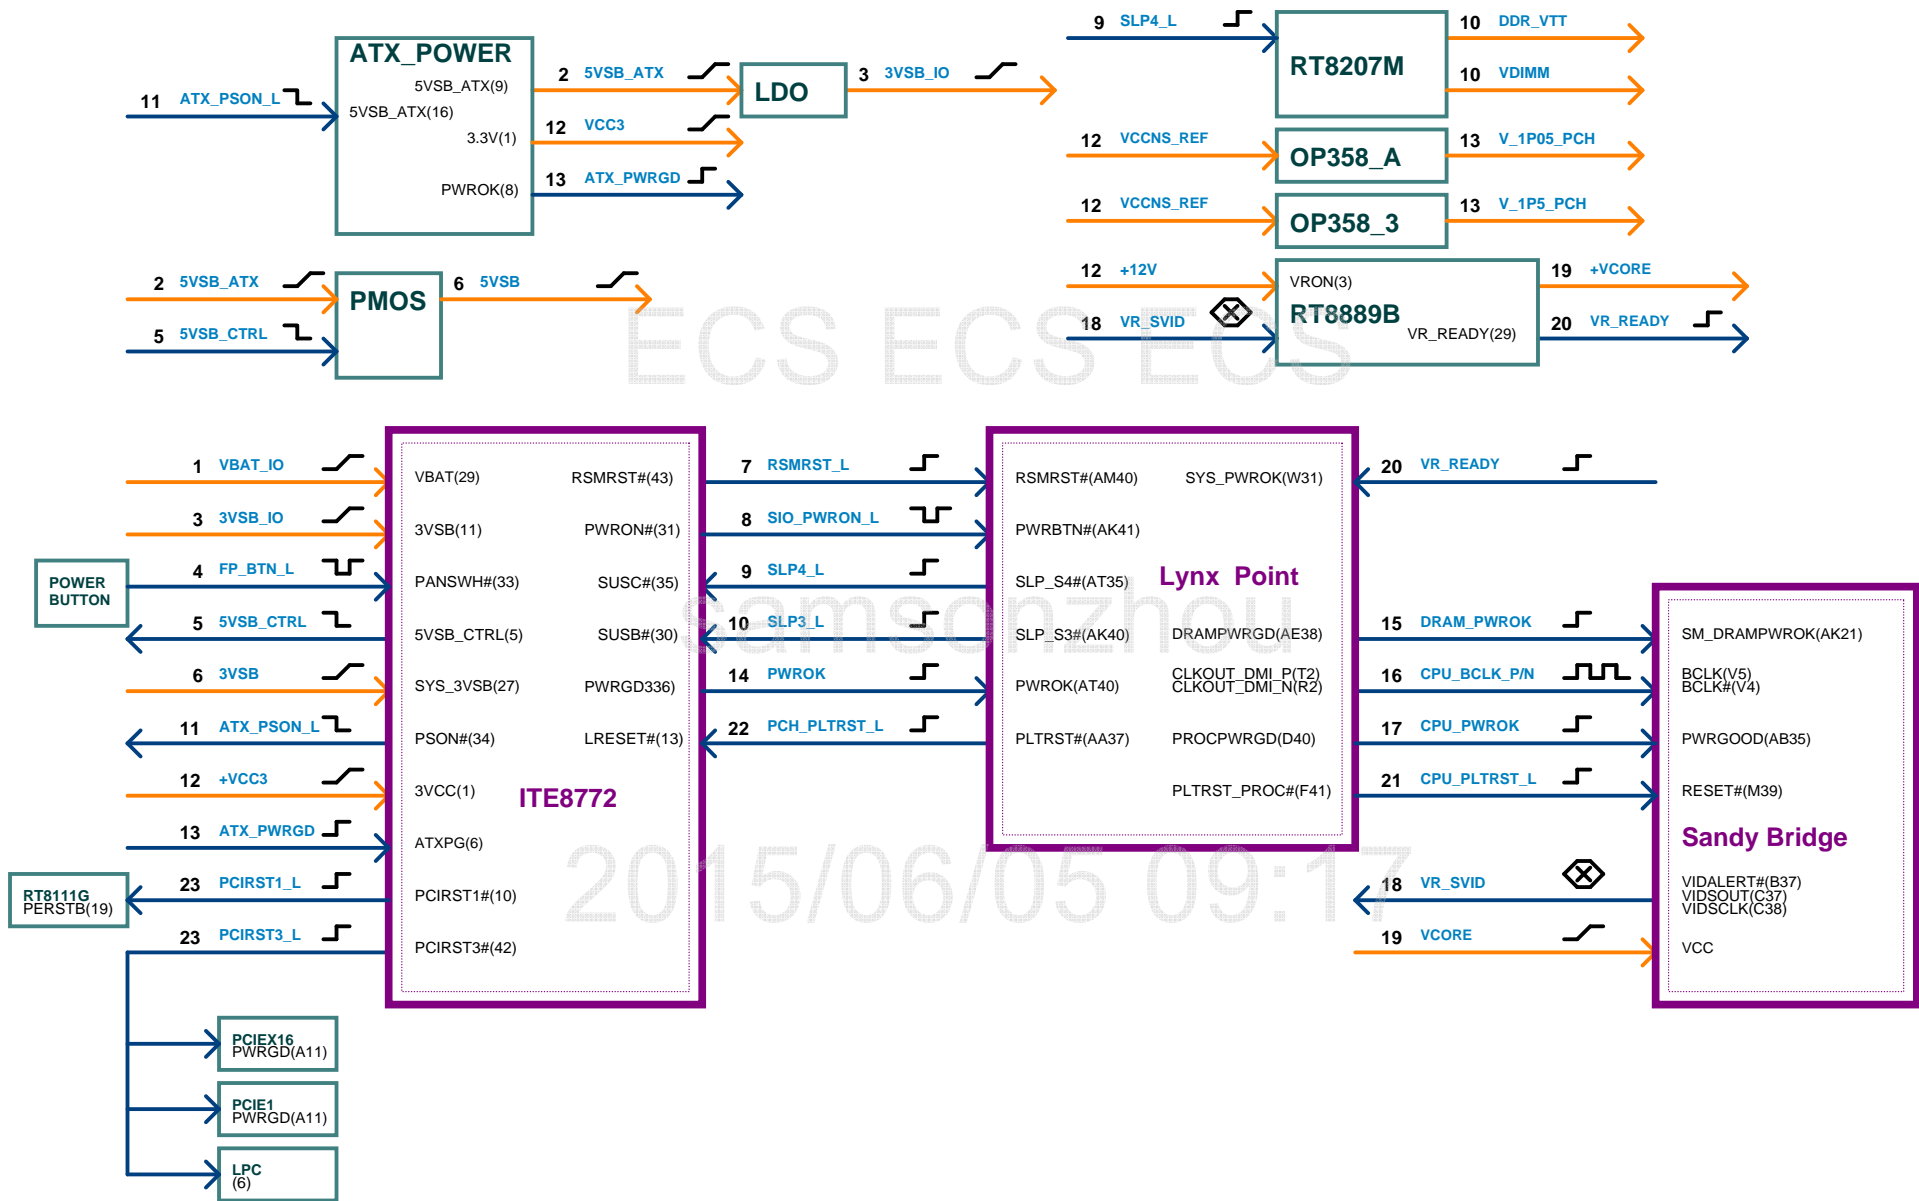 ATX_POWER
5VSB_ATX(9)
5VSB_ATX(16)
3.3V(1)
PWROK(8)
11 ATX_PSON_L
2 5VSB_ATX
12 VCC3
13 ATX_PWRGD
LDO
3 3VSB_IO
9 SLP4_L
RT8207M
10 DDR_VTT
10 VDIMM
12 VCCNS_REF
OP358_A
13 V_1P05_PCH
12 VCCNS_REF
OP358_3
13 V_1P5_PCH
2 5VSB_ATX
5 5VSB_CTRL
PMOS
6 5VSB
12 +12V
18 VR_SVID
VRON(3)
RT8889B
VR_READY(29)
19 +VCORE
20 VR_READY
ECS ECS ECS
1 VBAT_IO
3 3VSB_IO
POWER
BUTTON
4 FP_BTN_L
5 5VSB_CTRL
6 3VSB
11 ATX_PSON_L
12 +VCC3
13 ATX_PWRGD
RT8111G
PERSTB(19)
23 PCIRST1_L
23 PCIRST3_L
VBAT(29)
3VSB(11)
PANSWH#(33)
5VSB_CTRL(5)
SYS_3VSB(27)
PSON#(34)
3VCC(1)
ATXPG(6)
PCIRST1#(10)
PCIRST3#(42)
RSMRST#(43)
PWRON#(31)
SUSC#(35)
SUSB#(30)
PWRGD336)
LRESET#(13)
ITE8772
7 RSMRST_L
8 SIO_PWRON_L
9 SLP4_L
10 SLP3_L
14 PWROK
22 PCH_PLTRST_L
RSMRST#(AM40)
PWRBTN#(AK41)
SLP_S4#(AT35)
SLP_S3#(AK40)
PWROK(AT40)
PLTRST#(AA37)
SYS_PWROK(W31)
Lynx Point
DRAMPWRGD(AE38)
CLKOUT_DMI_P(T2)
CLKOUT_DMI_N(R2)
PROCPWRGD(D40)
PLTRST_PROC#(F41)
20 VR_READY
15 DRAM_PWROK
16 CPU_BCLK_P/N
17 CPU_PWROK
21 CPU_PLTRST_L
18 VR_SVID
19 VCORE
SM_DRAMPWROK(AK21)
BCLK(V5)
BCLK#(V4)
PWRGOOD(AB35)
RESET#(M39)
Sandy Bridge
VIDALERT#(B37)
VIDSOUT(C37)
VIDSCLK(C38)
VCC
samsonzhou
2015/06/05 09:17
PCIEX16
PWRGD(A11)
PCIE1
PWRGD(A11)
LPC
(6)